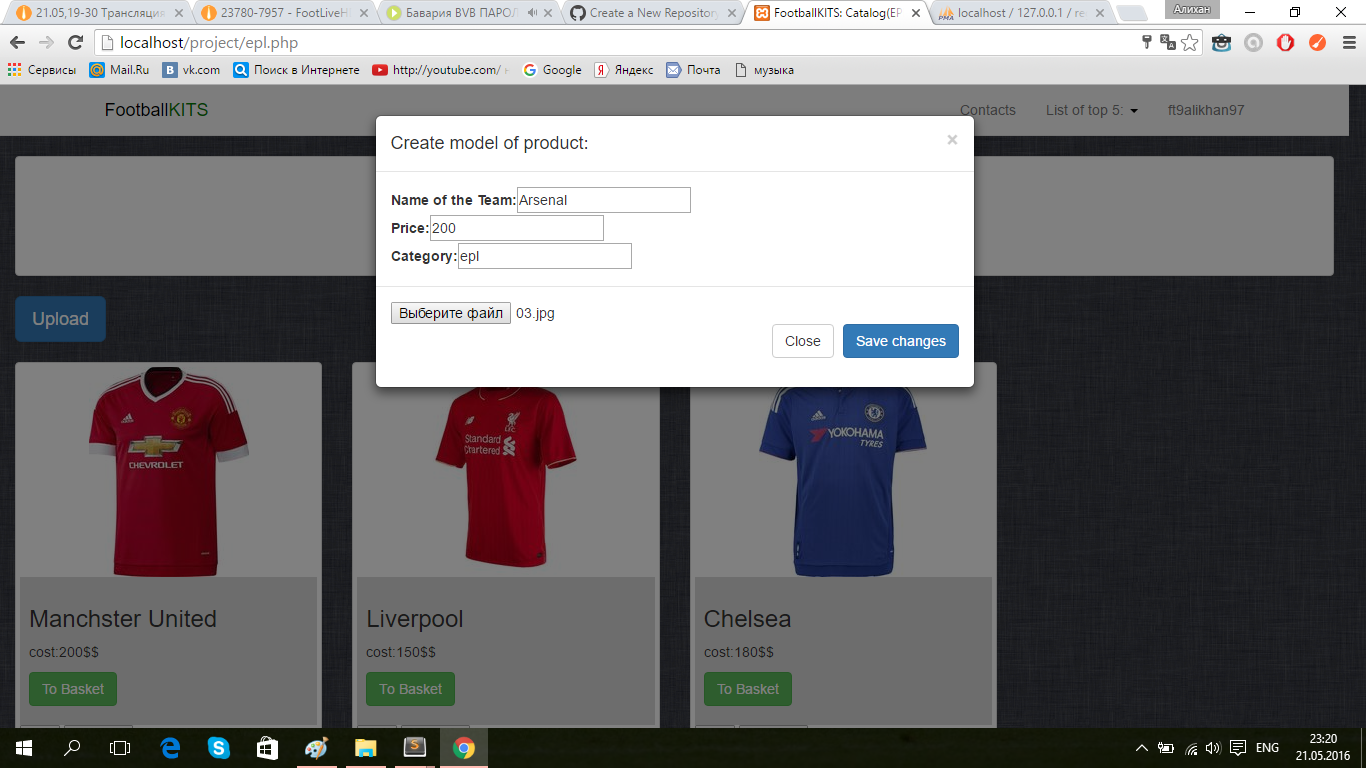 21.05,19-30 Трансляция
23780-7957 - FootLiveH
Бавария BVB ПАРОЛ
Create a New Repository
FootballKITS: Catalog(EP
localhost / 127.0.0.1 / re
Алихан
localhost/project/epl.php
Сервисы
Mail.Ru
vk.com
Поиск в Интернете
http://youtube.com/
Google
Яндекс
Почта
музыка
FootballKITS
Contacts
List of top 5:
ft9alikhan97
Create model of product:
×
Name of the Team:Arsenal
Price:200
Category:epl
Выберите файл 03.jpg
Close
Save changes
Upload
CHEVROLET
Standard
Chartered
YOKOHAMA
TYRES
Manchster United
cost:200$$
To Basket
Liverpool
cost:150$$
To Basket
Chelsea
cost:180$$
To Basket
ENG
23:20
21.05.2016